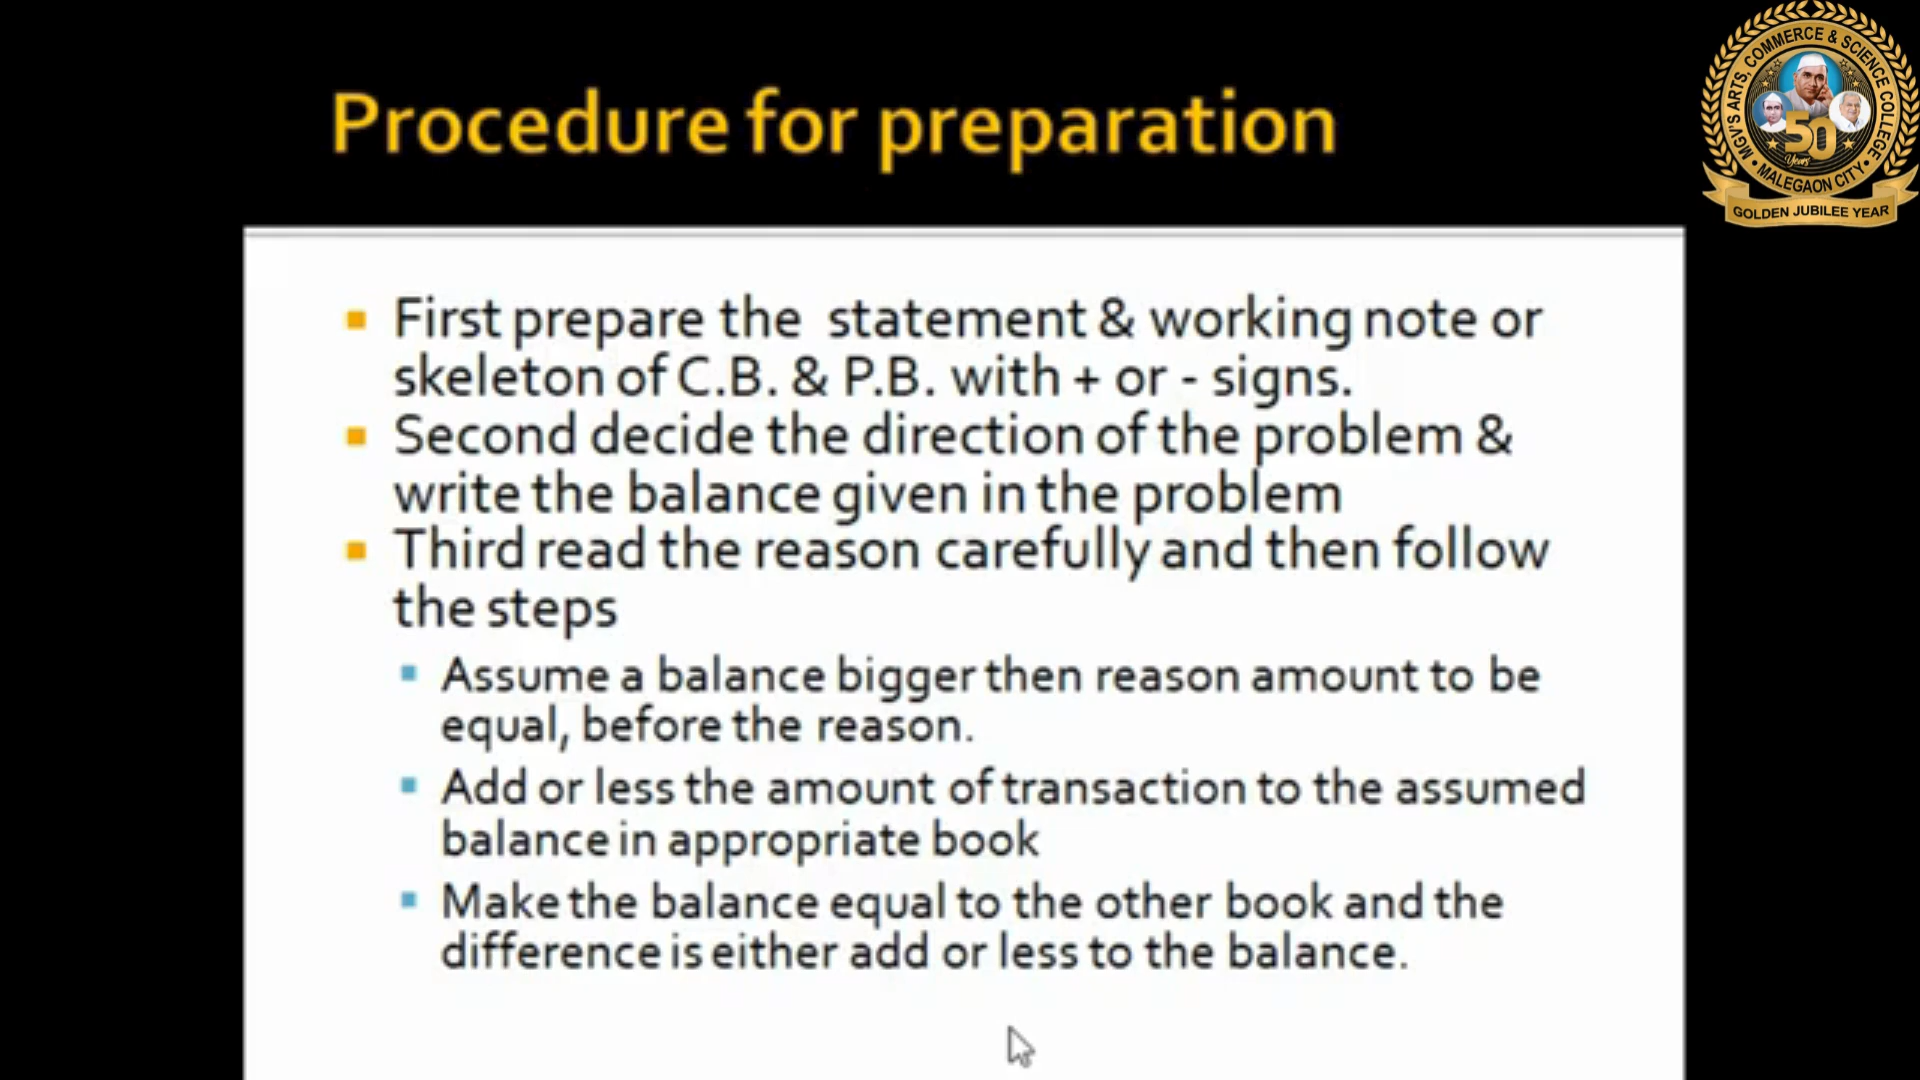 Procedure for preparation
MGV'S ARTS, COMMERCE & SCIENCE COLLEGE
50
Years
• MALEGAON CITY •
GOLDEN JUBILEE YEAR
First prepare the statement & working note or
skeleton of C.B. & P.B. with + or - signs.
Second decide the direction of the problem &
write the balance given in the problem
Third read the reason carefully and then follow
the steps
Assume a balance bigger then reason amount to be
equal, before the reason.
Add or less the amount of transaction to the assumed
balance in appropriate book
Make the balance equal to the other book and the
difference is either add or less to the balance.